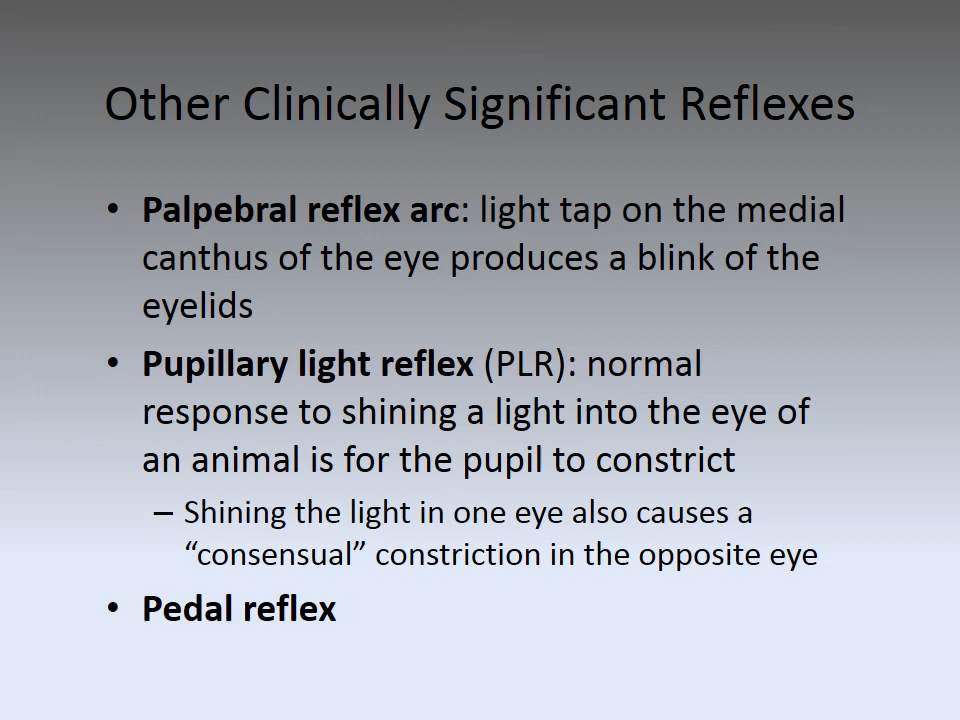 Other Clinically Significant Reflexes
• Palpebral reflex arc: light tap on the medial
canthus of the eye produces a blink of the
eyelids
• Pupillary light reflex (PLR): normal
response to shining a light into the eye of
an animal is for the pupil to constrict
– Shining the light in one eye also causes a
“consensual” constriction in the opposite eye
• Pedal reflex